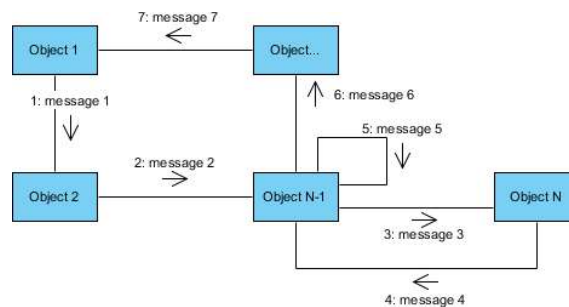 7: message 7
Object 1
Object...
1: message 1
6: message 6
5: message 5
2: message 2
Object 2
Object N-1
Object N
3: message 3
4: message 4